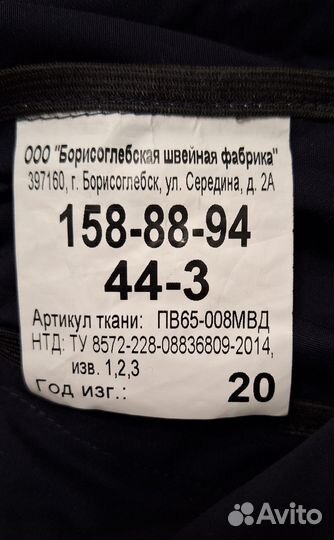 ООО "Борисоглебская швейная фабрика"
397160, г. Борисоглебск, ул. Середина, д. 2А
158-88-94
44-3
Артикул ткани: ПВ65-008МВД
НТД: ТУ 8572-228-08836809-2014,
изв. 1,2,3
Год изг.: 20
Avito